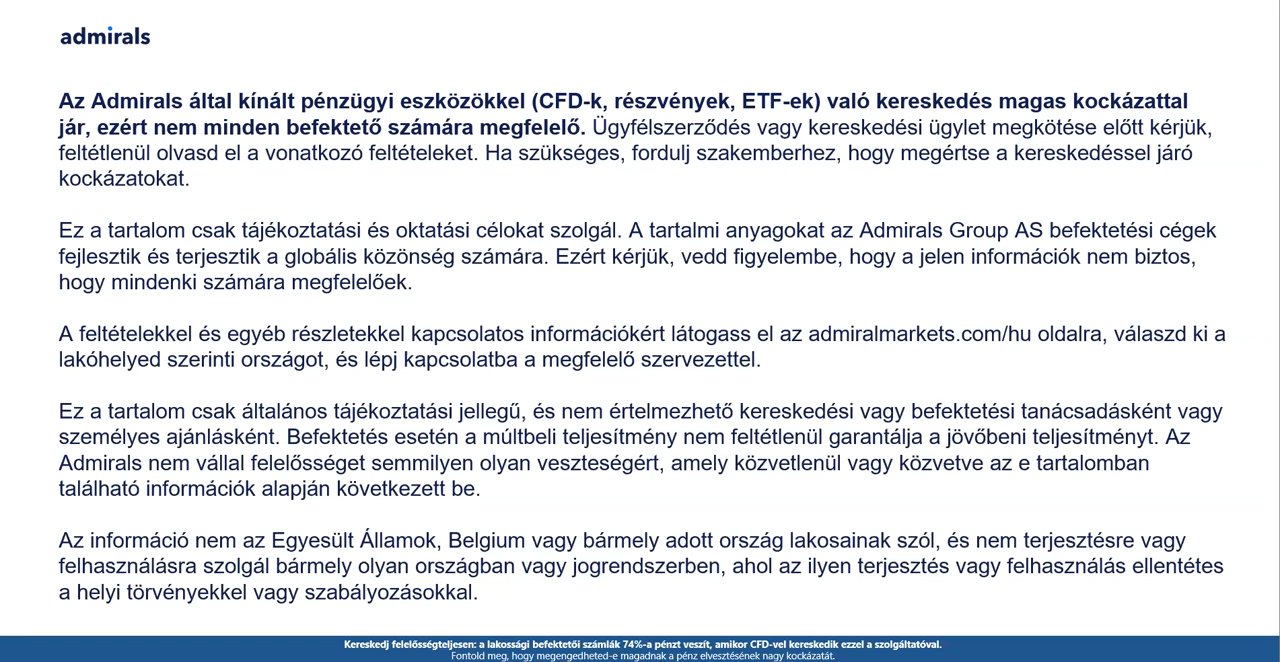 admirals
Az Admirals által kínált pénzügyi eszközökkel (CFD-k, részvények, ETF-ek) való kereskedés magas kockázattal
jár, ezért nem minden befektető számára megfelelő. Ügyfélszerződés vagy kereskedési ügylet megkötése előtt kérjük,
feltétlenül olvasd el a vonatkozó feltételeket. Ha szükséges, fordulj szakemberhez, hogy megértse a kereskedéssel járó
kockázatokat.
Ez a tartalom csak tájékoztatási és oktatási célokat szolgál. A tartalmi anyagokat az Admirals Group AS befektetési cégek
fejlesztik és terjesztik a globális közönség számára. Ezért kérjük, vedd figyelembe, hogy a jelen információk nem biztos,
hogy mindenki számára megfelelőek.
A feltételekkel és egyéb részletekkel kapcsolatos információkért látogass el az admiralmarkets.com/hu oldalra, válaszd ki a
lakóhelyed szerinti országot, és lépj kapcsolatba a megfelelő szervezettel.
Ez a tartalom csak általános tájékoztatási jellegű, és nem értelmezhető kereskedési vagy befektetési tanácsadásként vagy
személyes ajánlásként. Befektetés esetén a múltbeli teljesítmény nem feltétlenül garantálja a jövőbeni teljesítményt. Az
Admirals nem vállal felelősséget semmilyen olyan veszteségért, amely közvetlenül vagy közvetve az e tartalomban
található információk alapján következett be.
Az információ nem az Egyesült Államok, Belgium vagy bármely adott ország lakosainak szól, és nem terjesztésre vagy
felhasználásra szolgál bármely olyan országban vagy jogrendszerben, ahol az ilyen terjesztés vagy felhasználás ellentétes
a helyi törvényekkel vagy szabályozásokkal.
Kereskedj felelősségteljesen: a lakossági befektetői számlák 74%-a pénzt veszít, amikor CFD-vel kereskedik ezzel a szolgáltatóval.
Fontold meg, hogy megengedheted-e magadnak a pénz elvesztésének nagy kockázatát.